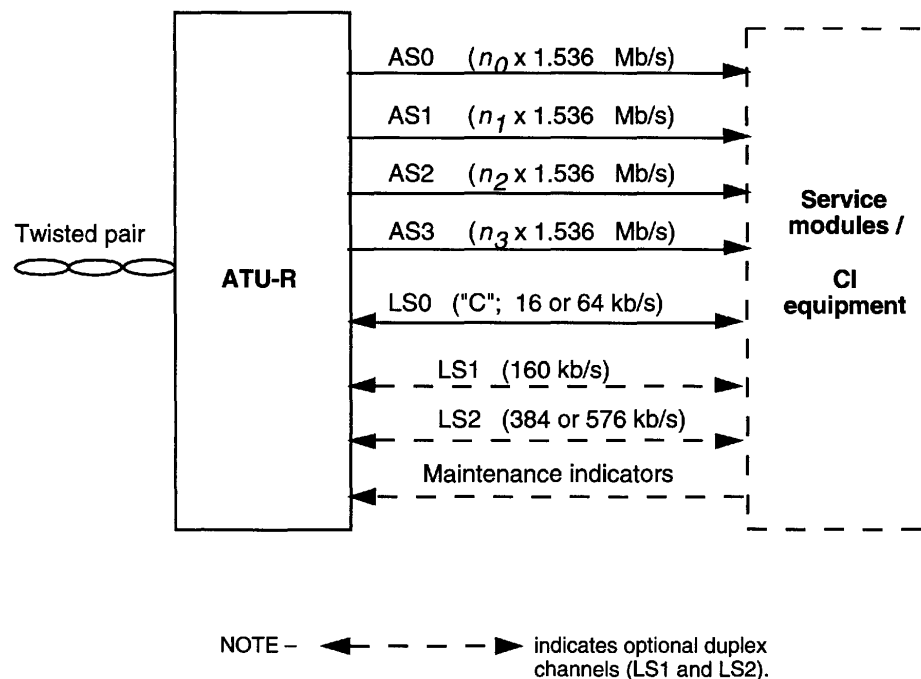 AS0 (n0 x 1.536 Mb/s)
AS1 (n1 x 1.536 Mb/s)
AS2 (n2 x 1.536 Mb/s)
AS3 (n3 x 1.536 Mb/s)
Twisted pair
ATU-R
LS0 ("C"; 16 or 64 kb/s)
LS1 (160 kb/s)
LS2 (384 or 576 kb/s)
Maintenance indicators
Service
modules /
CI
equipment
NOTE – indicates optional duplex
channels (LS1 and LS2).